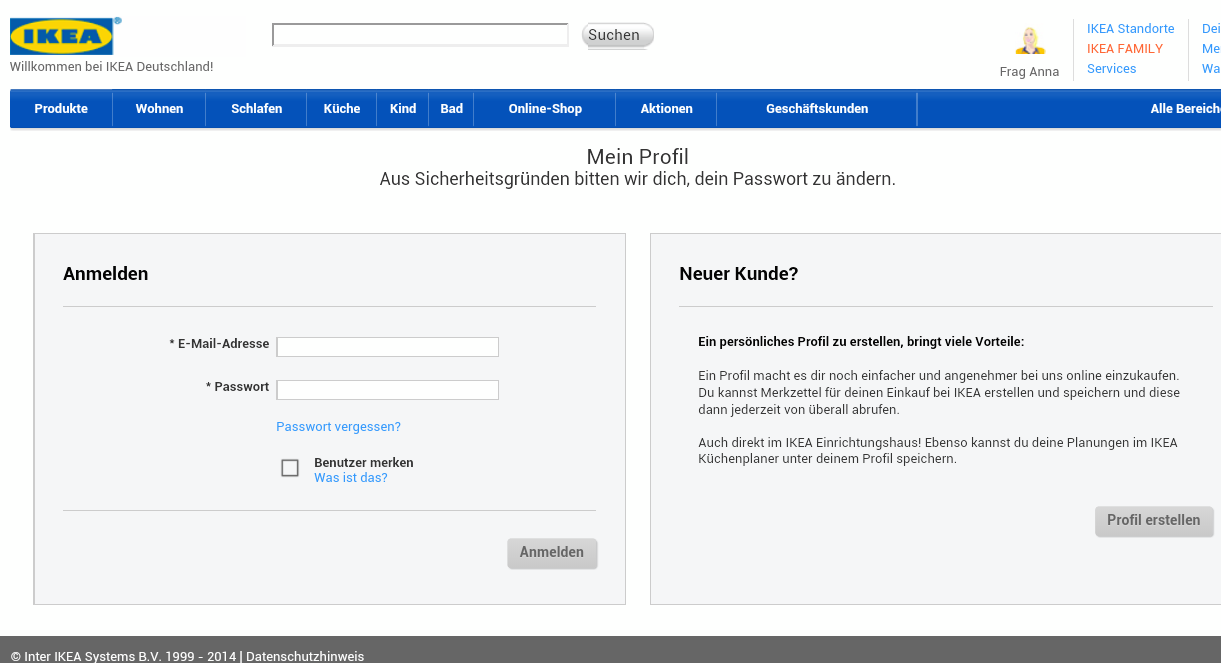 IKEA®
Willkommen bei IKEA Deutschland!
Suchen
Frag Anna
IKEA Standorte
IKEA FAMILY
Services
Dei
Me
Wa
Produkte Wohnen Schlafen Küche Kind Bad Online-Shop Aktionen Geschäftskunden Alle Bereiche
Mein Profil
Aus Sicherheitsgründen bitten wir dich, dein Passwort zu ändern.
Anmelden
* E-Mail-Adresse
* Passwort
Passwort vergessen?
Benutzer merken
Was ist das?
Anmelden
Neuer Kunde?
Ein persönliches Profil zu erstellen, bringt viele Vorteile:
Ein Profil macht es dir noch einfacher und angenehmer bei uns online einzukaufen.
Du kannst Merkzettel für deinen Einkauf bei IKEA erstellen und speichern und diese
dann jederzeit von überall abrufen.
Auch direkt im IKEA Einrichtungshaus! Ebenso kannst du deine Planungen im IKEA
Küchenplaner unter deinem Profil speichern.
Profil erstellen
© Inter IKEA Systems B.V. 1999 - 2014 | Datenschutzhinweis